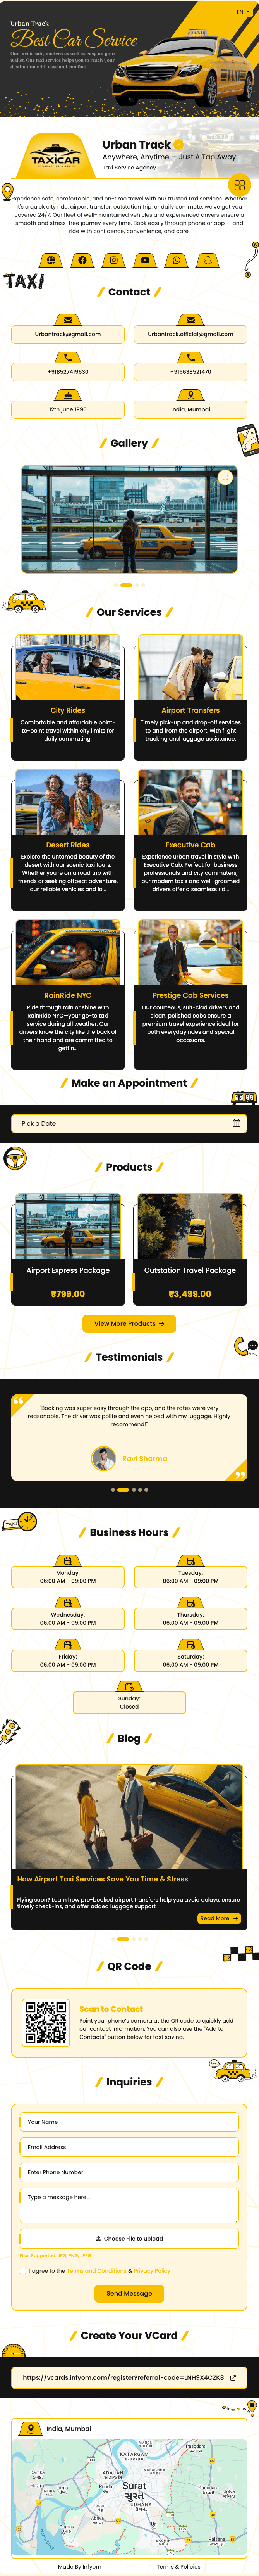 EN
Urban Track
Best Car Service
Our taxi is safe, modern as well as easy on your
wallet. Our taxi service helps you to reach your
destination with ease and comfort
TAXICAR
Urban Track
Anywhere, Anytime — Just A Tap Away.
Taxi Service Agency
Experience safe, comfortable, and on-time travel with our trusted taxi services. Whether
it's a quick city ride, airport transfer, outstation trip, or daily commute, we've got you
covered 24/7. Our fleet of well-maintained vehicles and experienced drivers ensure a
smooth and stress-free journey every time. Book easily through phone or app — and
ride with confidence, convenience, and care.
TAXI
Contact
Urbantrack@gmail.com
Urbantrack.official@gmail.com
+918527419630
+919638521470
12th june 1990
India, Mumbai
Gallery
Our Services
City Rides
Comfortable and affordable point-
to-point travel within city limits for
daily commuting.
Airport Transfers
Timely pick-up and drop-off services
to and from the airport, with flight
tracking and luggage assistance.
Desert Rides
Explore the untamed beauty of the
desert with our scenic taxi tours.
Whether you're on a road trip with
friends or seeking offbeat adventure,
our reliable vehicles and lo...
Executive Cab
Experience urban travel in style with
Executive Cab. Perfect for business
professionals and city commuters,
our modern taxis and well-groomed
drivers offer a seamless rid...
RainRide NYC
Ride through rain or shine with
RainRide NYC—your go-to taxi
service during all weather. Our
drivers know the city like the back of
their hand and are committed to
gettin...
Prestige Cab Services
Our courteous, suit-clad drivers and
clean, polished cabs ensure a
premium travel experience ideal for
both everyday rides and special
occasions.
Make an Appointment
Pick a Date
Products
Airport Express Package
₹799.00
Outstation Travel Package
₹3,499.00
View More Products →
Testimonials
"Booking was super easy through the app, and the rates were very
reasonable. The driver was polite and even helped with my luggage. Highly
recommend!"
Ravi Sharma
TAXI
Business Hours
Monday:
06:00 AM - 09:00 PM
Tuesday:
06:00 AM - 09:00 PM
Wednesday:
06:00 AM - 09:00 PM
Thursday:
06:00 AM - 09:00 PM
Friday:
06:00 AM - 09:00 PM
Saturday:
06:00 AM - 09:00 PM
Sunday:
Closed
Blog
How Airport Taxi Services Save You Time & Stress
Flying soon? Learn how pre-booked airport transfers help you avoid delays, ensure
timely check-ins, and offer added luggage support.
Read More →
QR Code
Scan to Contact
Point your phone's camera at the QR code to quickly add
our contact information. You can also use the "Add to
Contacts" button below for fast saving.
Inquiries
Your Name
Email Address
Enter Phone Number
Type a message here...
Choose File to upload
Files Supported: JPG, PNG, JPEG
I agree to the Terms and Conditions & Privacy Policy
Send Message
Create Your VCard
https://vcards.infyom.com/register?referral-code=LNH9X4CZK8
India, Mumbai
KATARGAM
ADAJAN
Surat
સુરત
UDHANA
Made By Infyom
Terms & Policies